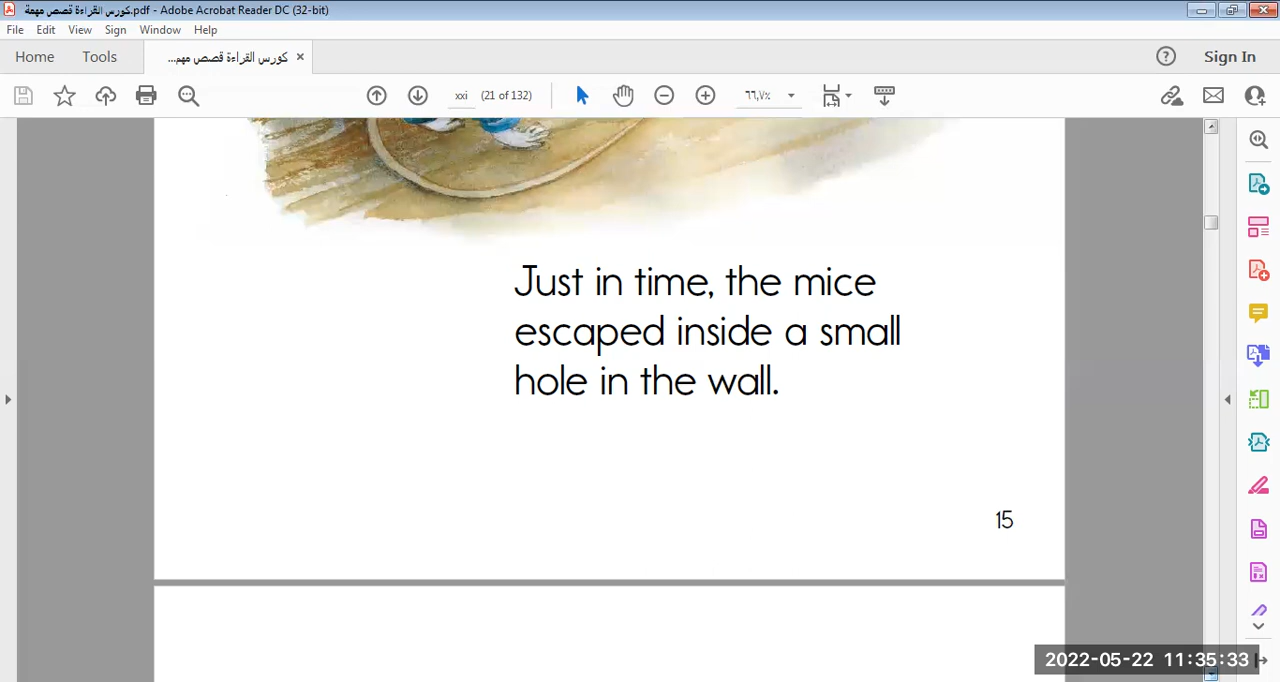 كورس القراءة قصص مهمة.pdf - Adobe Acrobat Reader DC (32-bit)
File Edit View Sign Window Help
Home Tools كورس القراءة قصص مهم... × ? Sign In
xxi (21 of 132) ٦٦٫٧٪
Just in time, the mice
escaped inside a small
hole in the wall.
15
2022-05-22 11:35:33